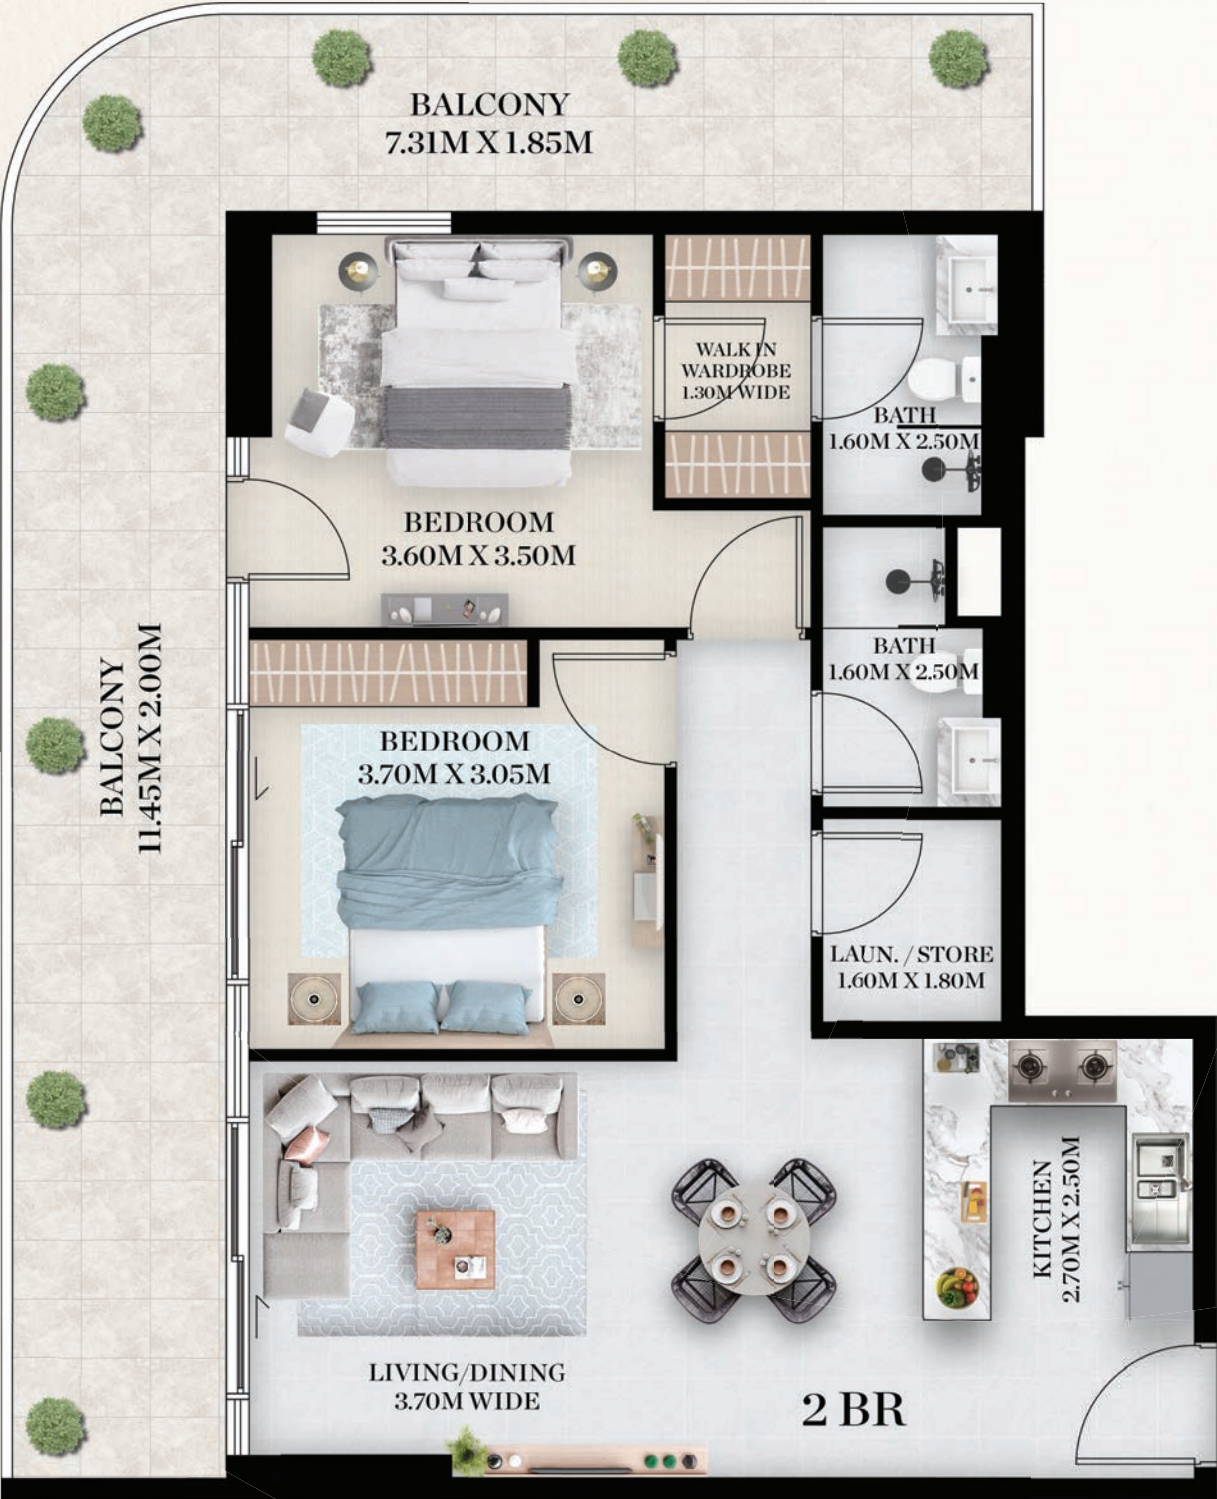 BALCONY
7.31M X 1.85M
WALK IN
WARDROBE
1.30M WIDE
BATH
1.60M X 2.50M
BEDROOM
3.60M X 3.50M
BATH
1.60M X 2.50M
BALCONY
11.45M X 2.00M
BEDROOM
3.70M X 3.05M
LAUN. / STORE
1.60M X 1.80M
KITCHEN
2.70M X 2.50M
LIVING/DINING
3.70M WIDE
2 BR